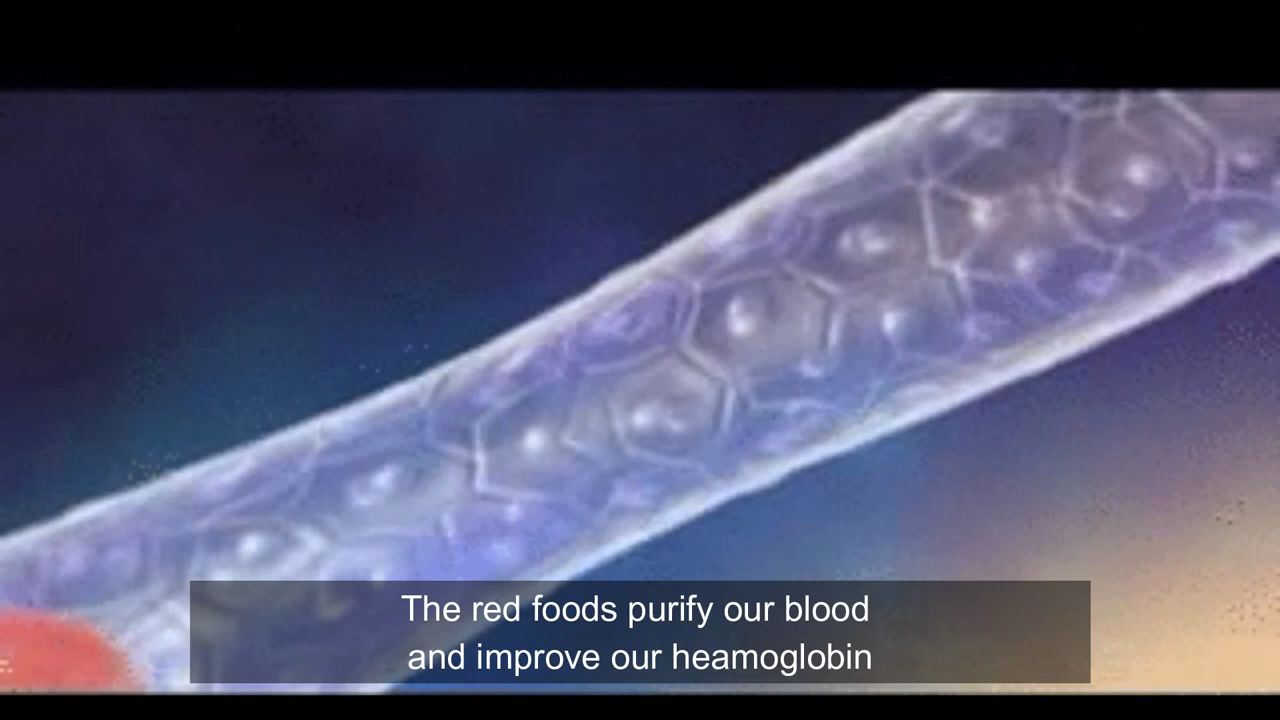 The red foods purify our blood
and improve our heamoglobin